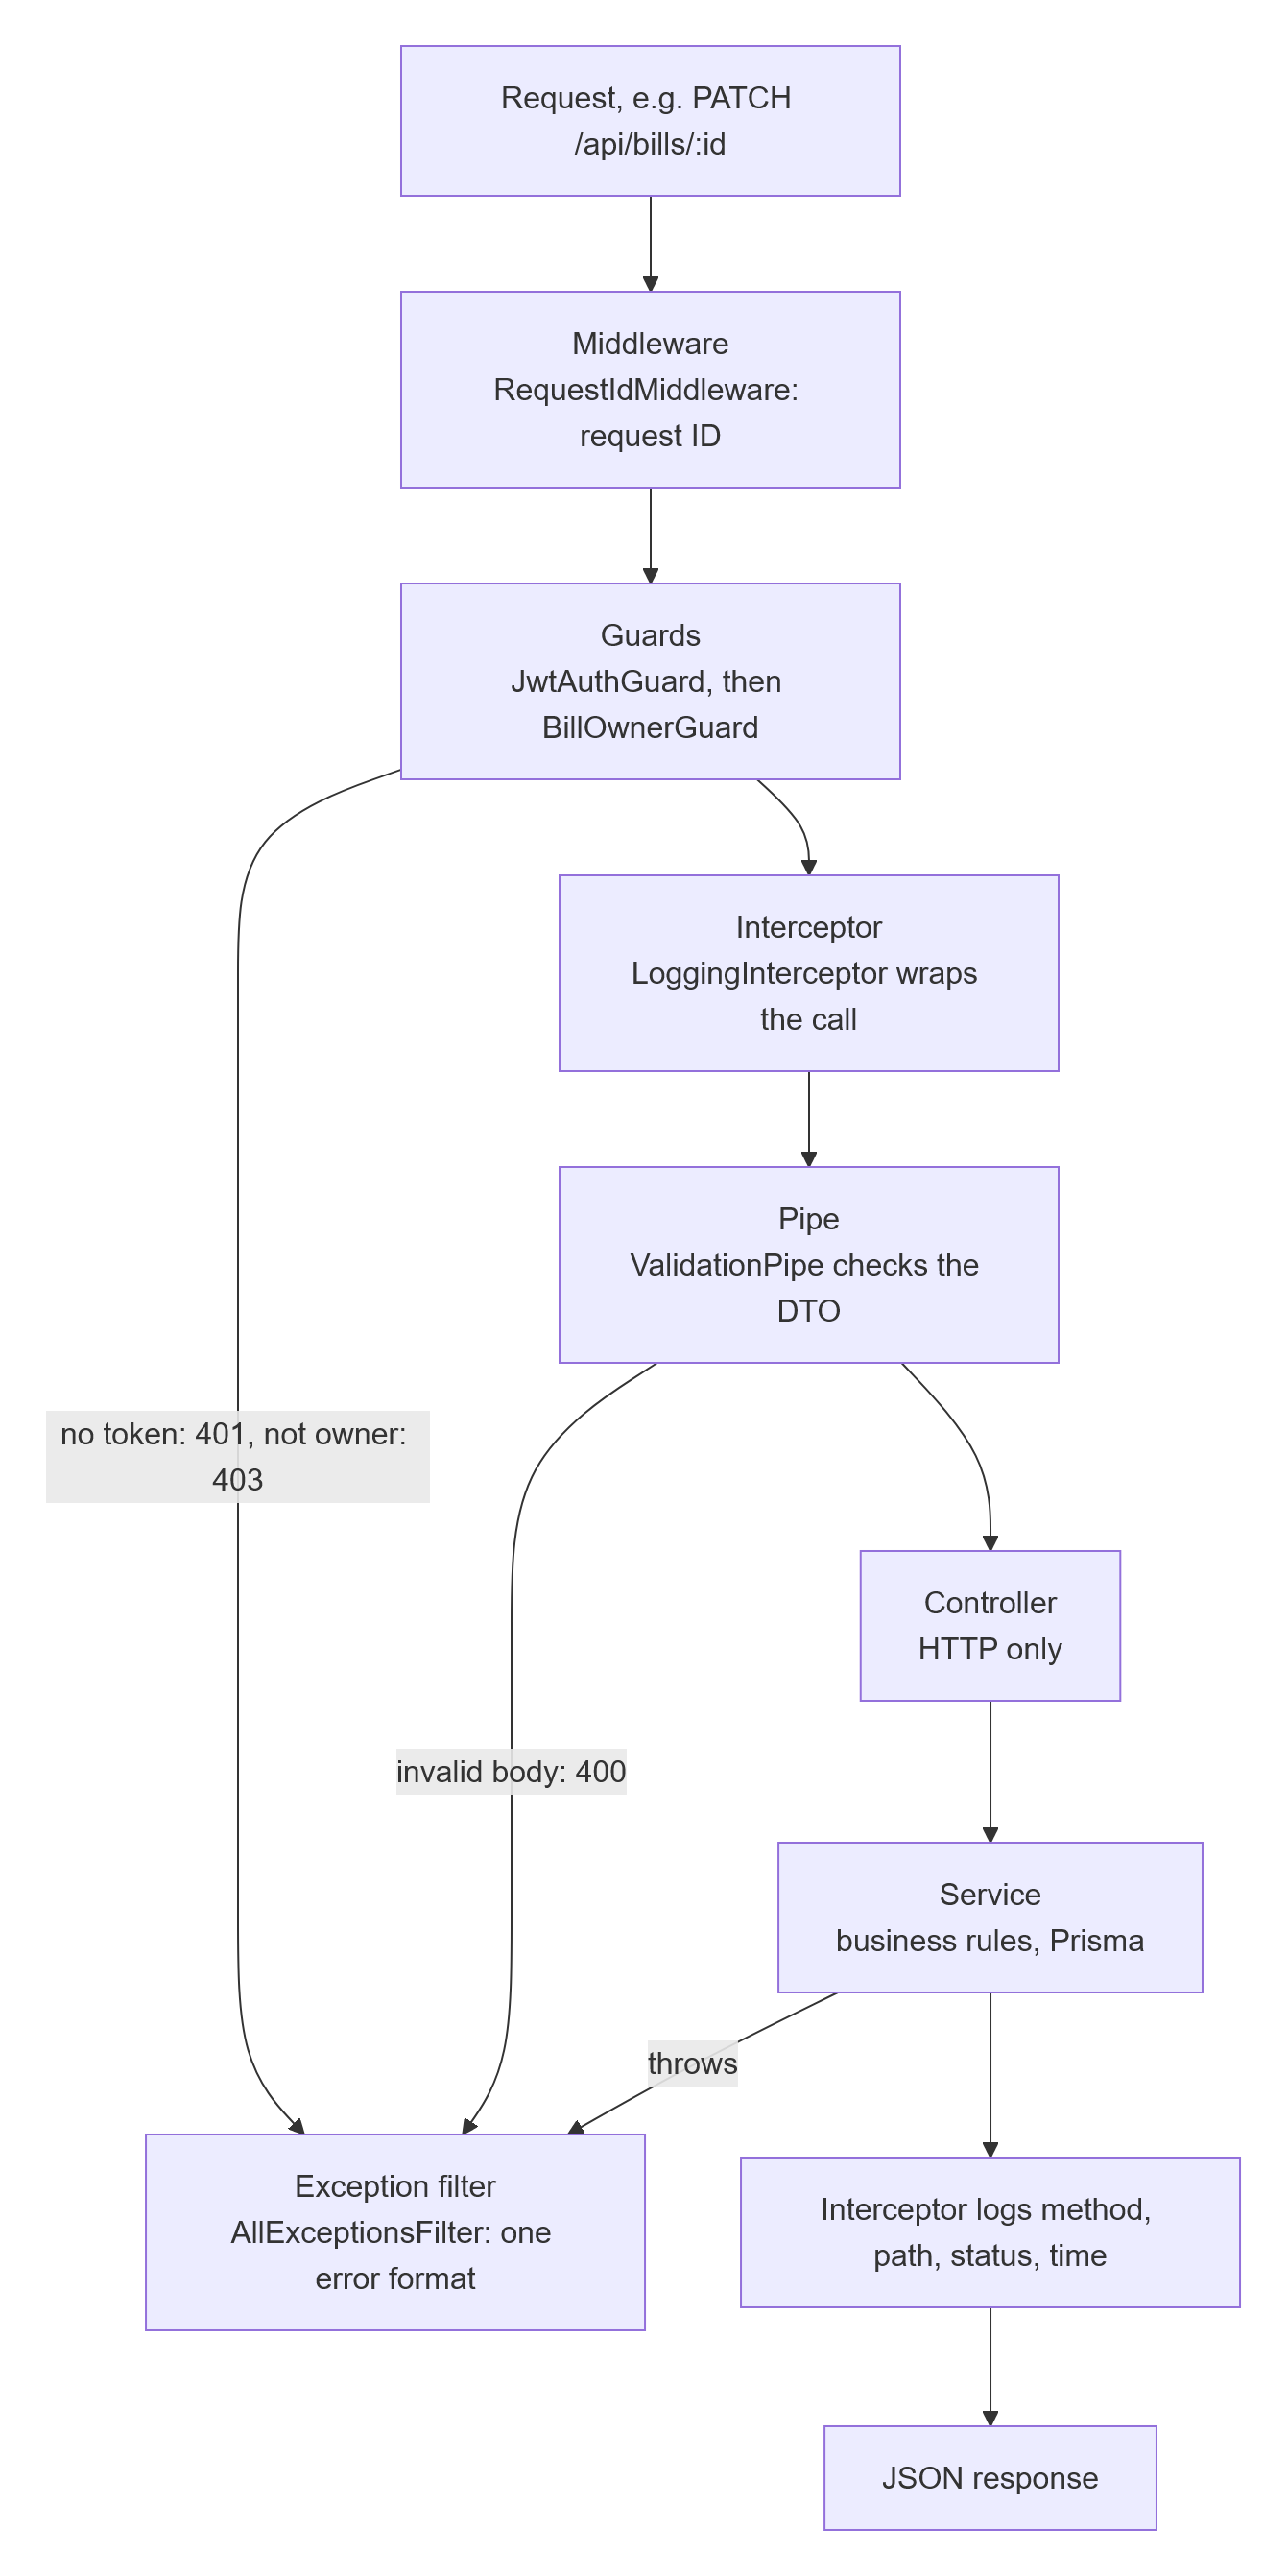 Request, e.g. PATCH
/api/bills/:id
Middleware
RequestIdMiddleware:
request ID
Guards
JwtAuthGuard, then
BillOwnerGuard
Interceptor
LoggingInterceptor wraps
the call
Pipe
ValidationPipe checks the
DTO
no token: 401, not owner:
403
Controller
HTTP only
invalid body: 400
Service
business rules, Prisma
throws
Exception filter
AllExceptionsFilter: one
error format
Interceptor logs method,
path, status, time
JSON response